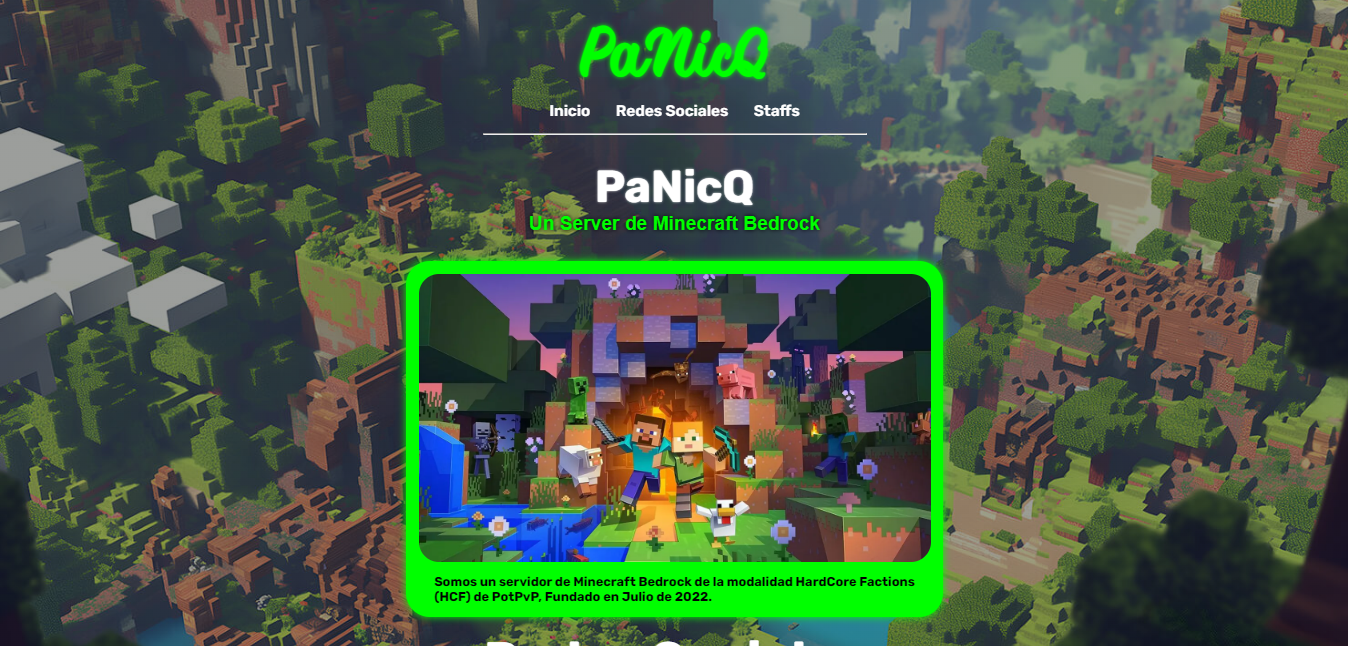 PaNicQ
Inicio Redes Sociales Staffs
PaNicQ
Un Server de Minecraft Bedrock
Somos un servidor de Minecraft Bedrock de la modalidad HardCore Factions
(HCF) de PotPvP, Fundado en Julio de 2022.